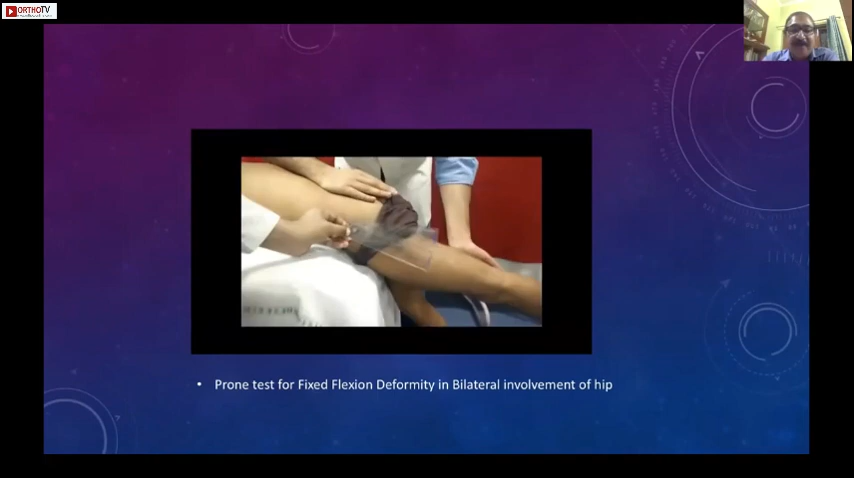 ORTHOTV
• Prone test for Fixed Flexion Deformity in Bilateral involvement of hip